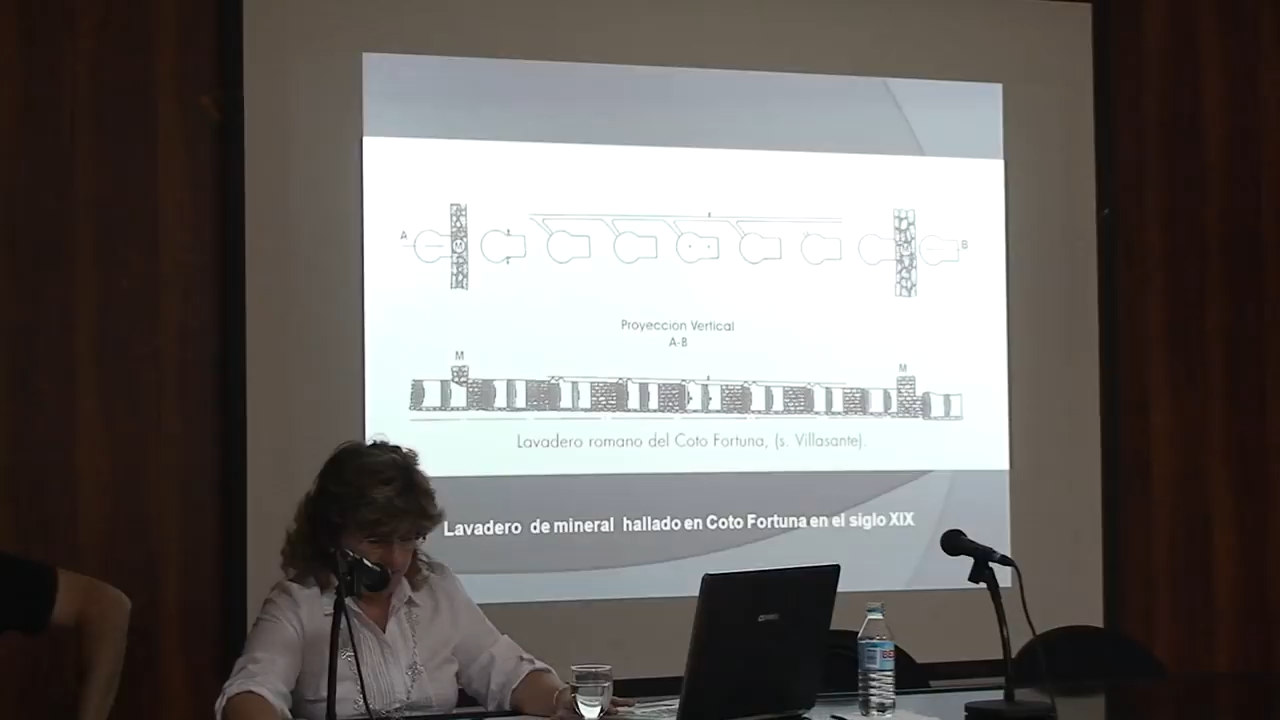 A
M
M
B
Proyeccion Vertical
A-B
M
M
Lavadero romano del Coto Fortuna, (s. Villasante).
Lavadero de mineral hallado en Coto Fortuna en el siglo XIX